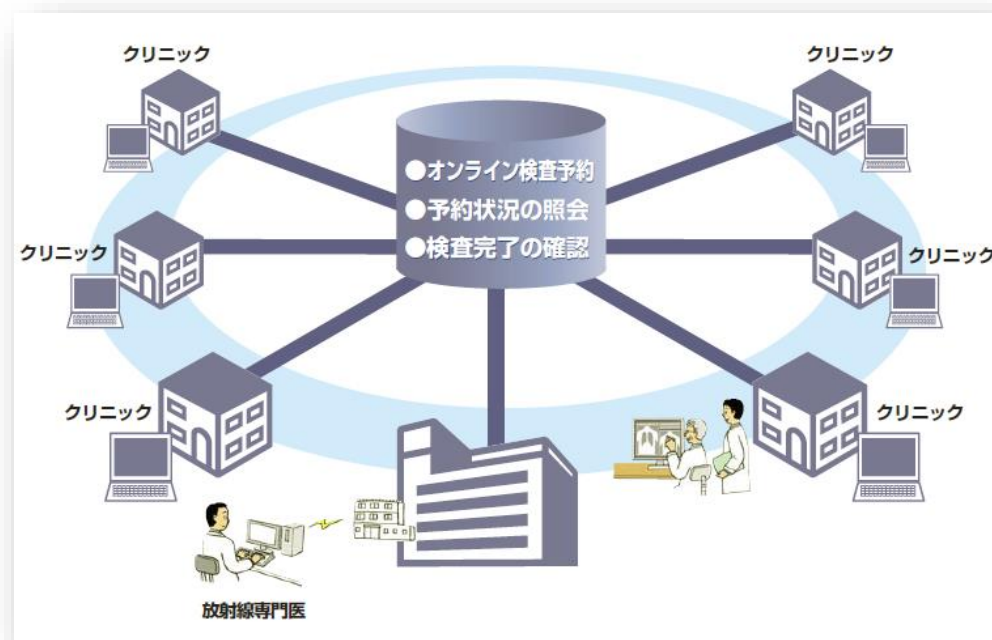 クリニック
クリニック
●オンライン検査予約
●予約状況の照会
●検査完了の確認
クリニック
クリニック
クリニック
クリニック
放射線専門医